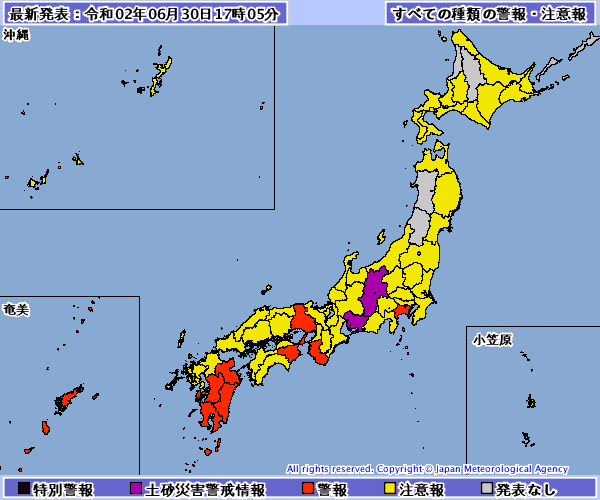 最新発表：令和02年06月30日17時05分
すべての種類の警報・注意報
沖縄
奄美
小笠原
All rights reserved. Copyright © Japan Meteorological Agency
特別警報 土砂災害警戒情報 警報 注意報 発表なし